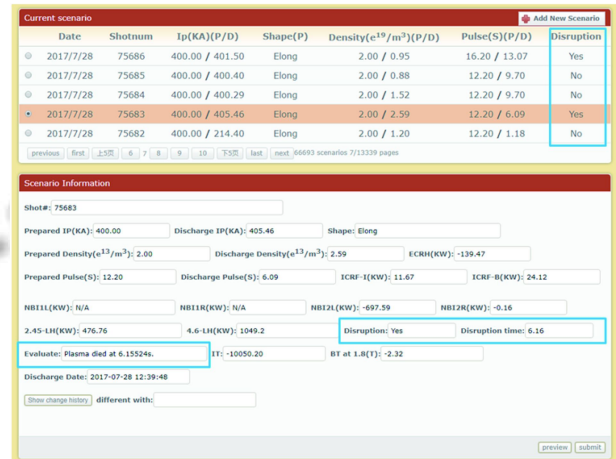 Current scenario Add New Scenario
Date Shotnum Ip(KA)(P/D) Shape(P) Density(e19/m3)(P/D) Pulse(S)(P/D) Disruption
2017/7/28 75686 400.00 / 401.50 Elong 2.00 / 0.95 16.20 / 13.07 Yes
2017/7/28 75685 400.00 / 400.40 Elong 2.00 / 0.88 12.20 / 9.70 No
2017/7/28 75684 400.00 / 400.29 Elong 2.00 / 1.52 12.20 / 9.70 No
2017/7/28 75683 400.00 / 405.46 Elong 2.00 / 2.59 12.20 / 6.09 Yes
2017/7/28 75682 400.00 / 214.40 Elong 2.00 / 1.20 12.20 / 1.18 No
previous first 上5页 6 7 8 9 10 下5页 last next 66693 scenarios 7/13339 pages
Scenario Information
Shot#: 75683
Prepared IP(KA): 400.00 Discharge IP(KA): 405.46 Shape: Elong
Prepared Density(e13/m3): 2.00 Discharge Density(e13/m3): 2.59 ECRH(KW): -139.47
Prepared Pulse(S): 12.20 Discharge Pulse(S): 6.09 ICRF-I(KW): 11.67 ICRF-B(KW): 24.12
NBI1L(KW): N/A NBI1R(KW): N/A NBI2L(KW): -697.59 NBI2R(KW): -0.16
2.45-LH(KW): 476.76 4.6-LH(KW): 1049.2 Disruption: Yes Disruption time: 6.16
Evaluate: Plasma died at 6.15524s. IT: -10050.20 BT at 1.8(T): -2.32
Discharge Date: 2017-07-28 12:39:48
Show change history different with:
preview submit